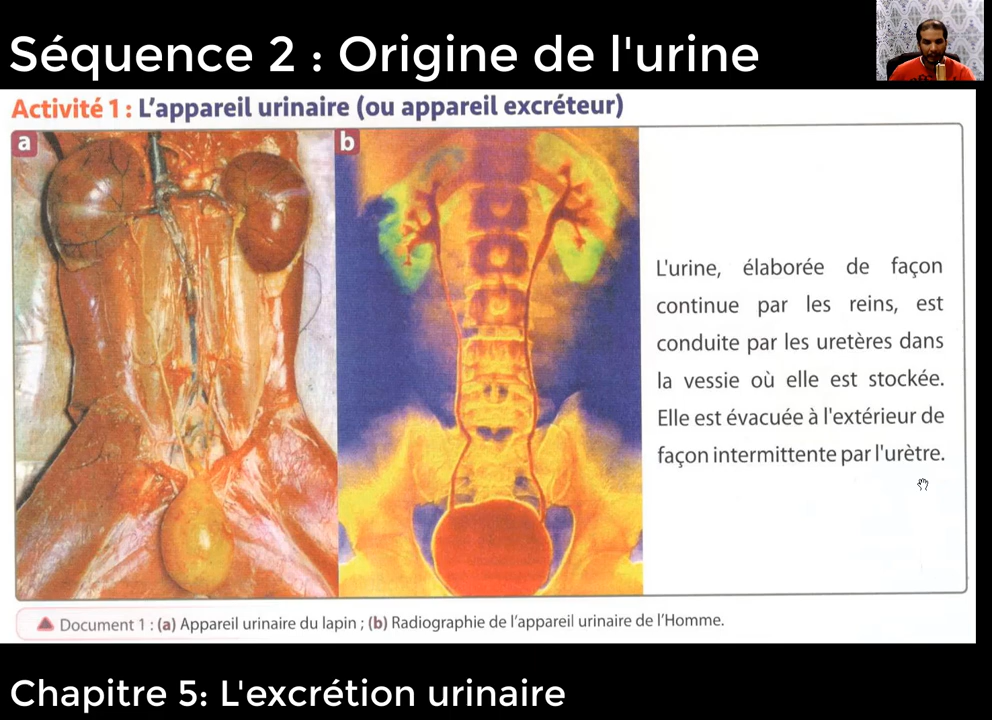 Séquence 2 : Origine de l'urine
Activité 1 : L'appareil urinaire (ou appareil excréteur)
a
b
L'urine, élaborée de façon
continue par les reins, est
conduite par les uretères dans
la vessie où elle est stockée.
Elle est évacuée à l'extérieur de
façon intermittente par l'urètre.
Document 1 : (a) Appareil urinaire du lapin ; (b) Radiographie de l'appareil urinaire de l'Homme.
Chapitre 5: L'excrétion urinaire